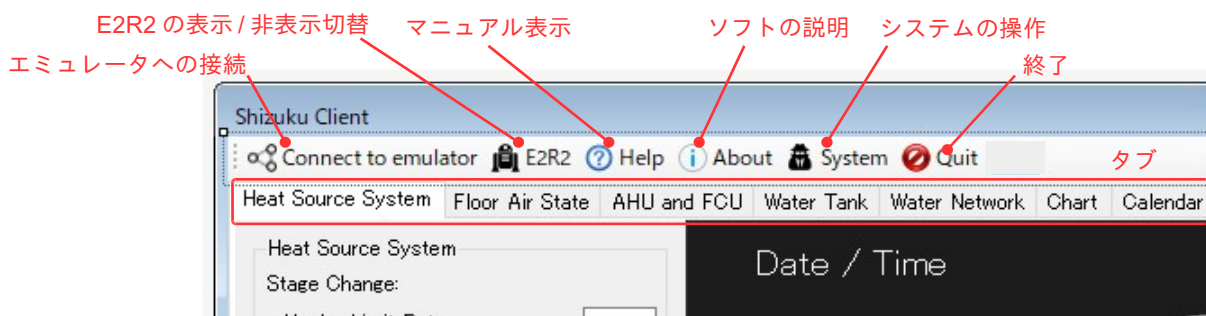 E2R2 の表示 / 非表示切替 マニュアル表示 ソフトの説明 システムの操作
エミュレータへの接続 終了
Shizuku Client
Connect to emulator E2R2 Help About System Quit タブ
Heat Source System Floor Air State AHU and FCU Water Tank Water Network Chart Calendar
Heat Source System
Date / Time
Stage Change: